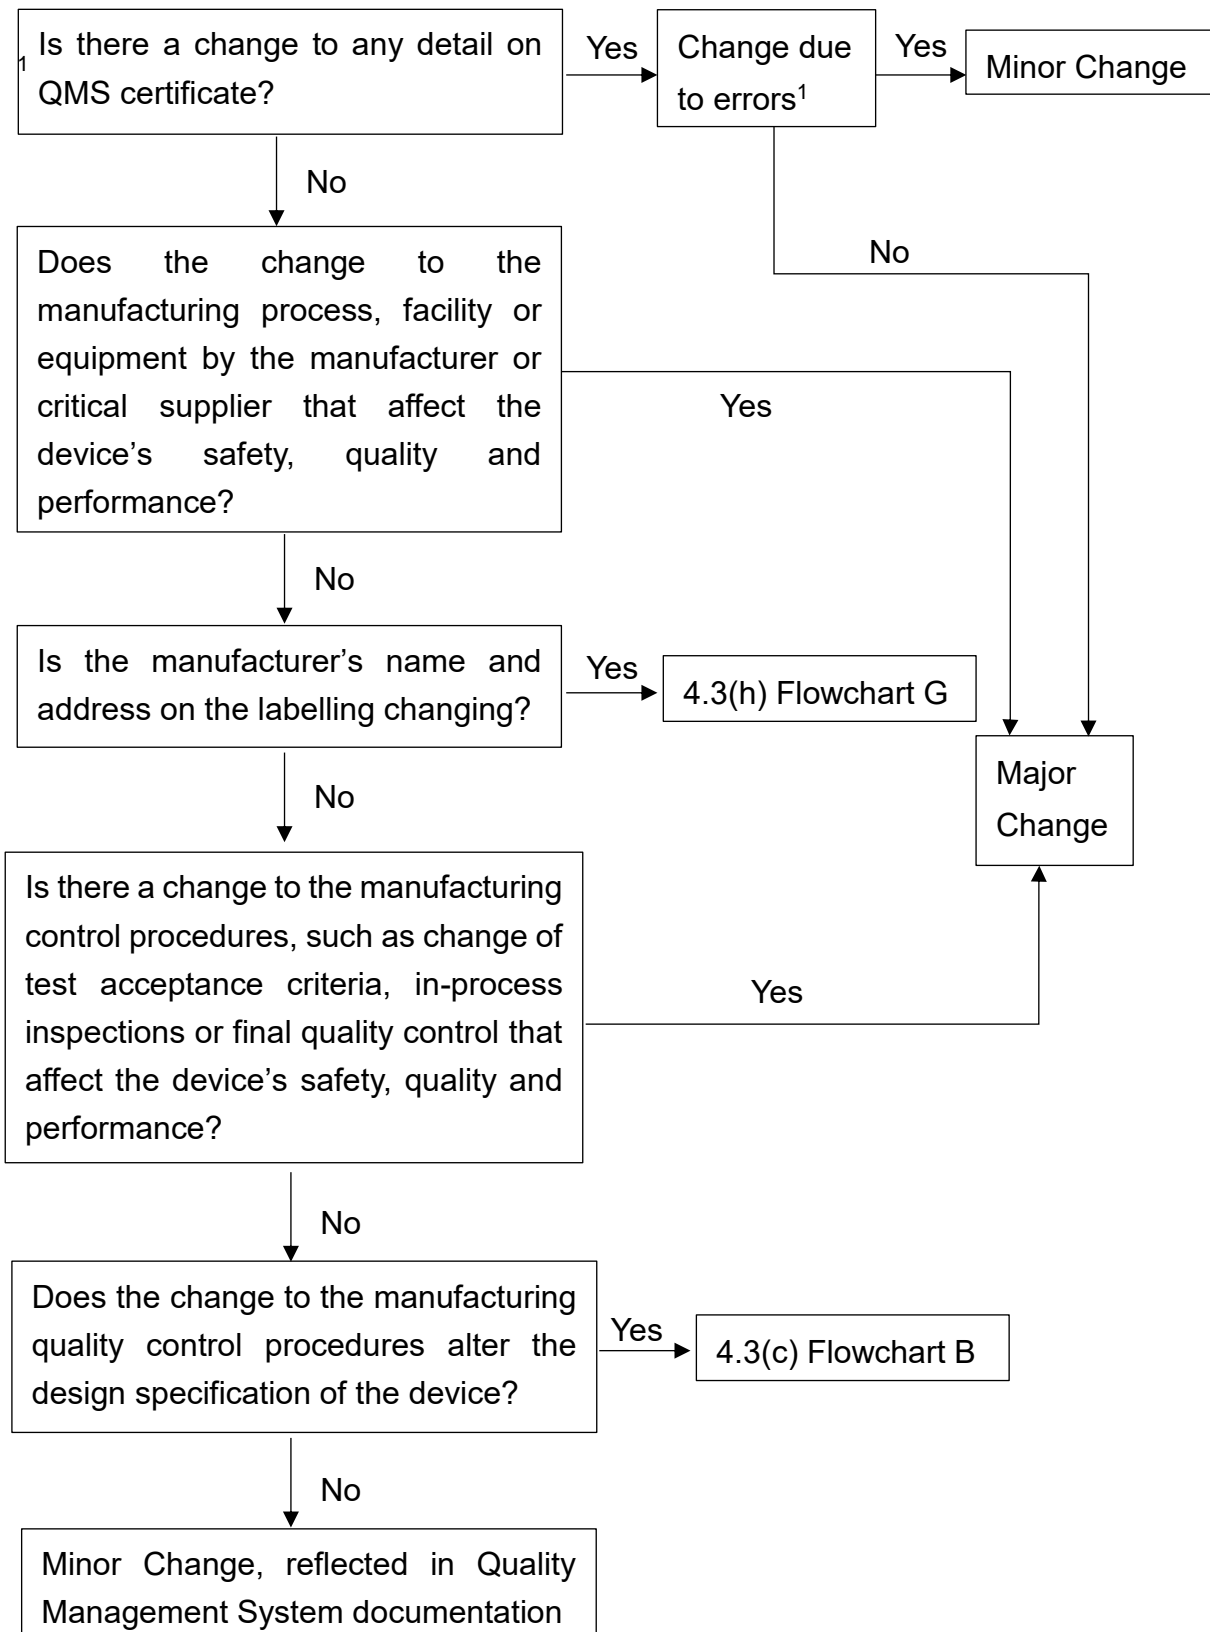 1
Is there a change to any detail on
QMS certificate?
Yes
Change due
to errors¹
Yes
Minor Change
No
No
Does the change to the
manufacturing process, facility or
equipment by the manufacturer or
critical supplier that affect the
device’s safety, quality and
performance?
Yes
No
Is the manufacturer’s name and
address on the labelling changing?
Yes
4.3(h) Flowchart G
Major
Change
No
Is there a change to the manufacturing
control procedures, such as change of
test acceptance criteria, in-process
inspections or final quality control that
affect the device’s safety, quality and
performance?
Yes
No
Does the change to the manufacturing
quality control procedures alter the
design specification of the device?
Yes
4.3(c) Flowchart B
No
Minor Change, reflected in Quality
Management System documentation